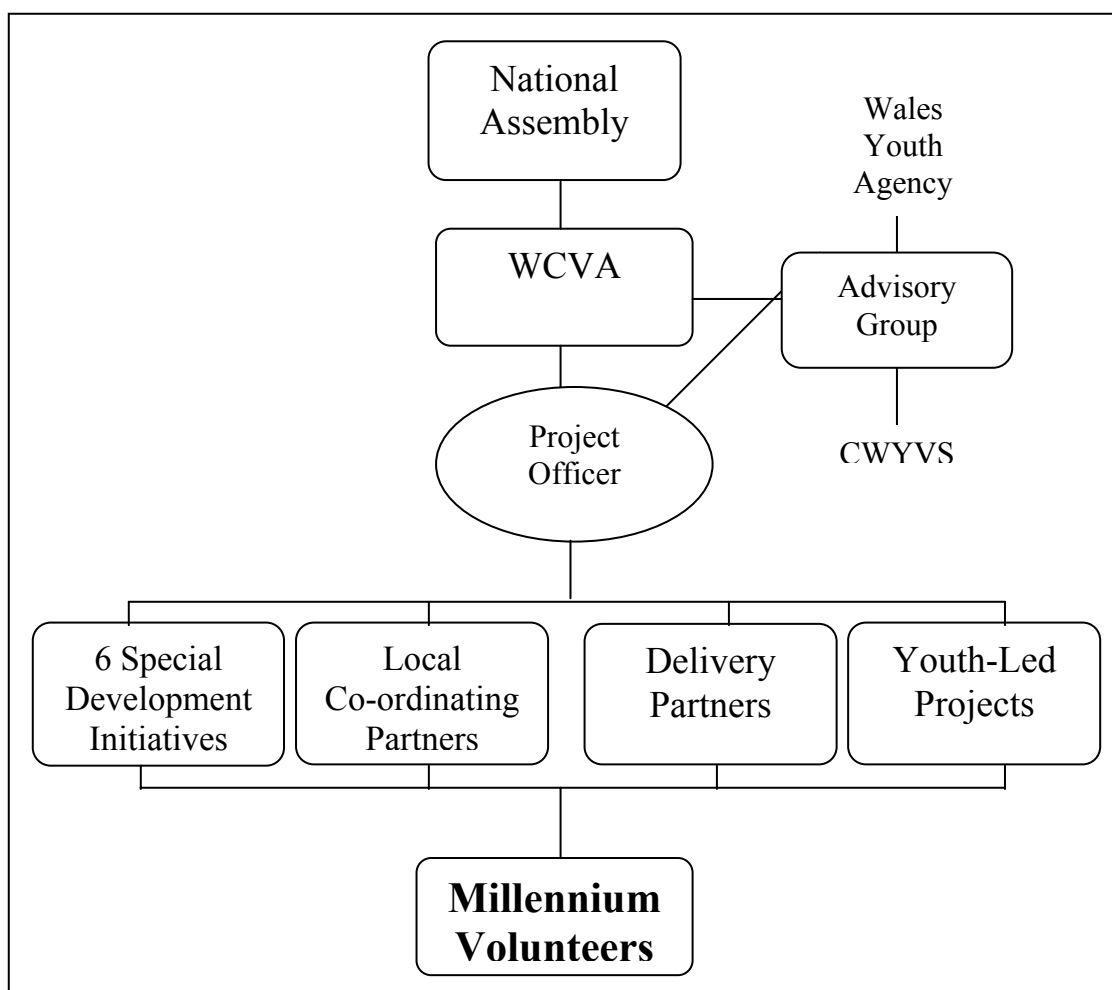 National
Assembly
Wales
Youth
Agency
WCVA
Advisory
Group
Project
Officer
CWYVS
6 Special
Development
Initiatives
Local
Co-ordinating
Partners
Delivery
Partners
Youth-Led
Projects
Millennium
Volunteers